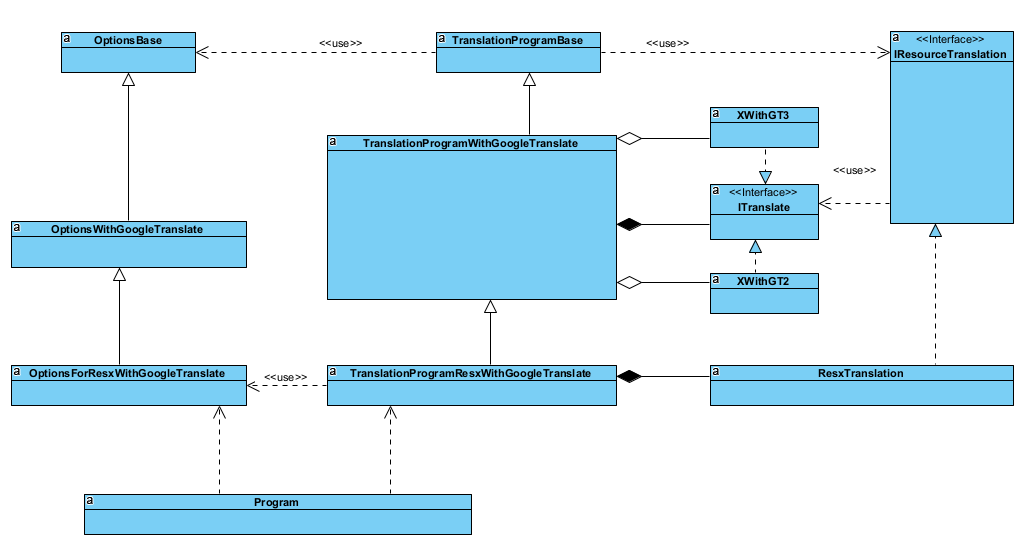 a
OptionsBase
<<use>>
a
TranslationProgramBase
<<use>>
a
<<Interface>>
IResourceTranslation
a
XWithGT3
a
TranslationProgramWithGoogleTranslate
<<use>>
a
<<Interface>>
ITranslate
a
OptionsWithGoogleTranslate
a
XWithGT2
a
OptionsForResxWithGoogleTranslate
<<use>>
a
TranslationProgramResxWithGoogleTranslate
a
ResxTranslation
a
Program